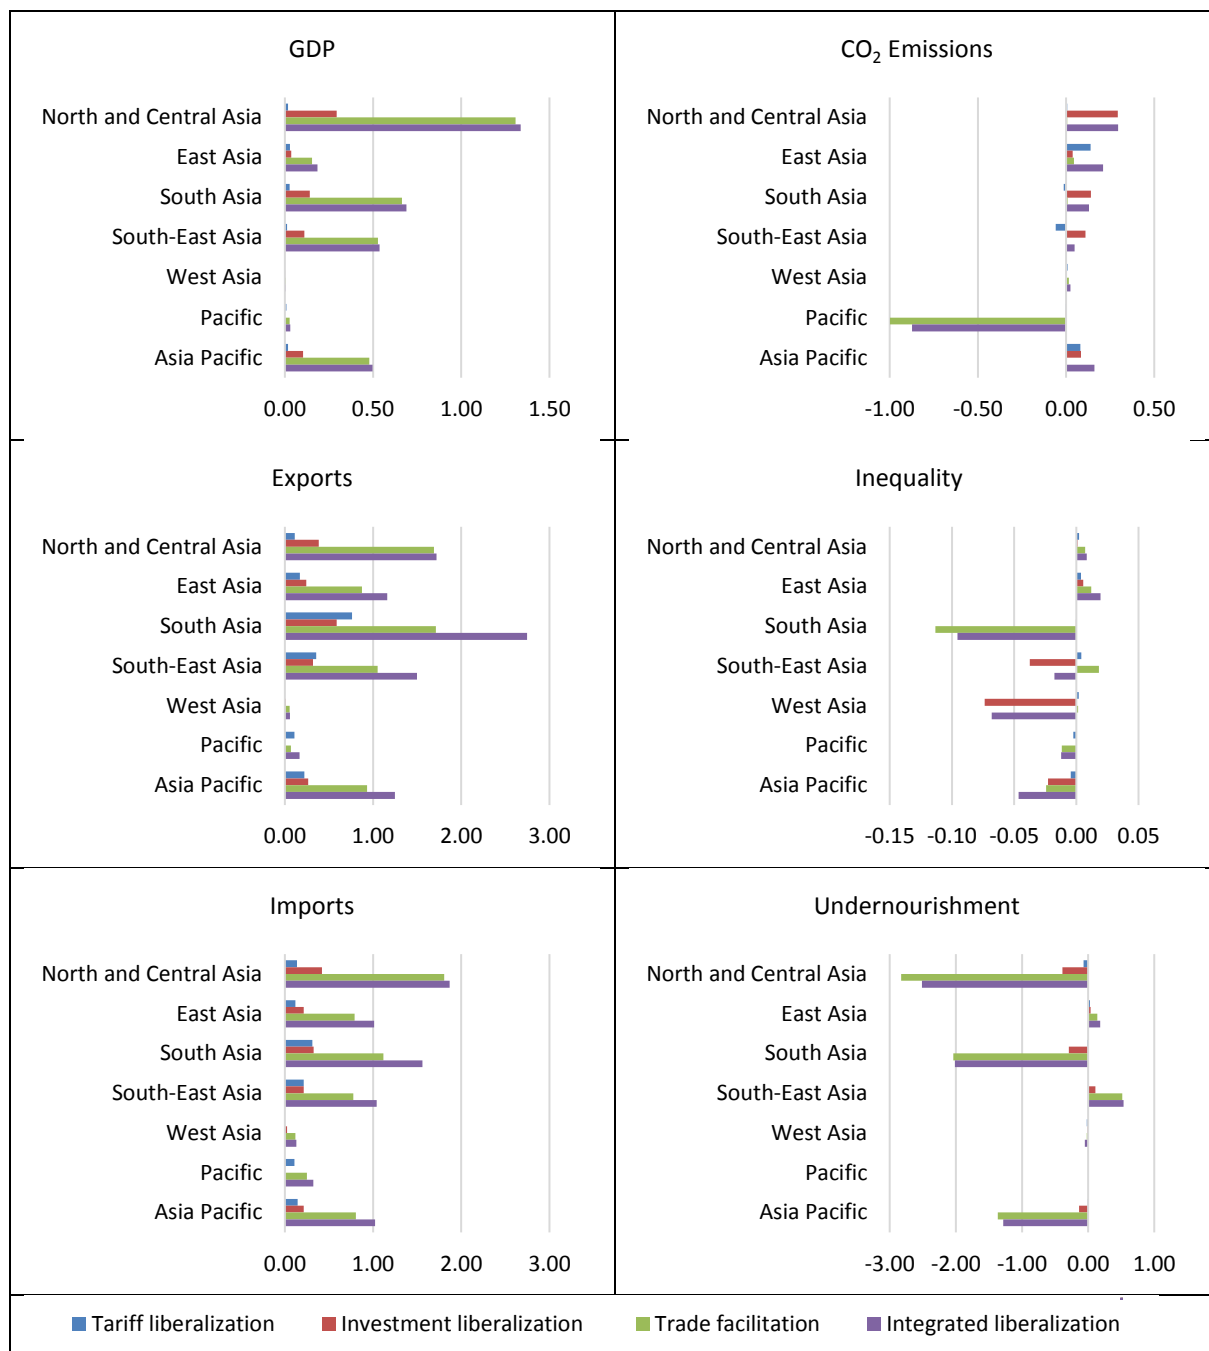 GDP
North and Central Asia
East Asia
South Asia
South-East Asia
West Asia
Pacific
Asia Pacific
0.00 0.50 1.00 1.50
CO₂ Emissions
North and Central Asia
East Asia
South Asia
South-East Asia
West Asia
Pacific
Asia Pacific
-1.00 -0.50 0.00 0.50
Exports
North and Central Asia
East Asia
South Asia
South-East Asia
West Asia
Pacific
Asia Pacific
0.00 1.00 2.00 3.00
Inequality
North and Central Asia
East Asia
South Asia
South-East Asia
West Asia
Pacific
Asia Pacific
-0.15 -0.10 -0.05 0.00 0.05
Imports
North and Central Asia
East Asia
South Asia
South-East Asia
West Asia
Pacific
Asia Pacific
0.00 1.00 2.00 3.00
Undernourishment
North and Central Asia
East Asia
South Asia
South-East Asia
West Asia
Pacific
Asia Pacific
-3.00 -2.00 -1.00 0.00 1.00
Tariff liberalization Investment liberalization Trade facilitation Integrated liberalization